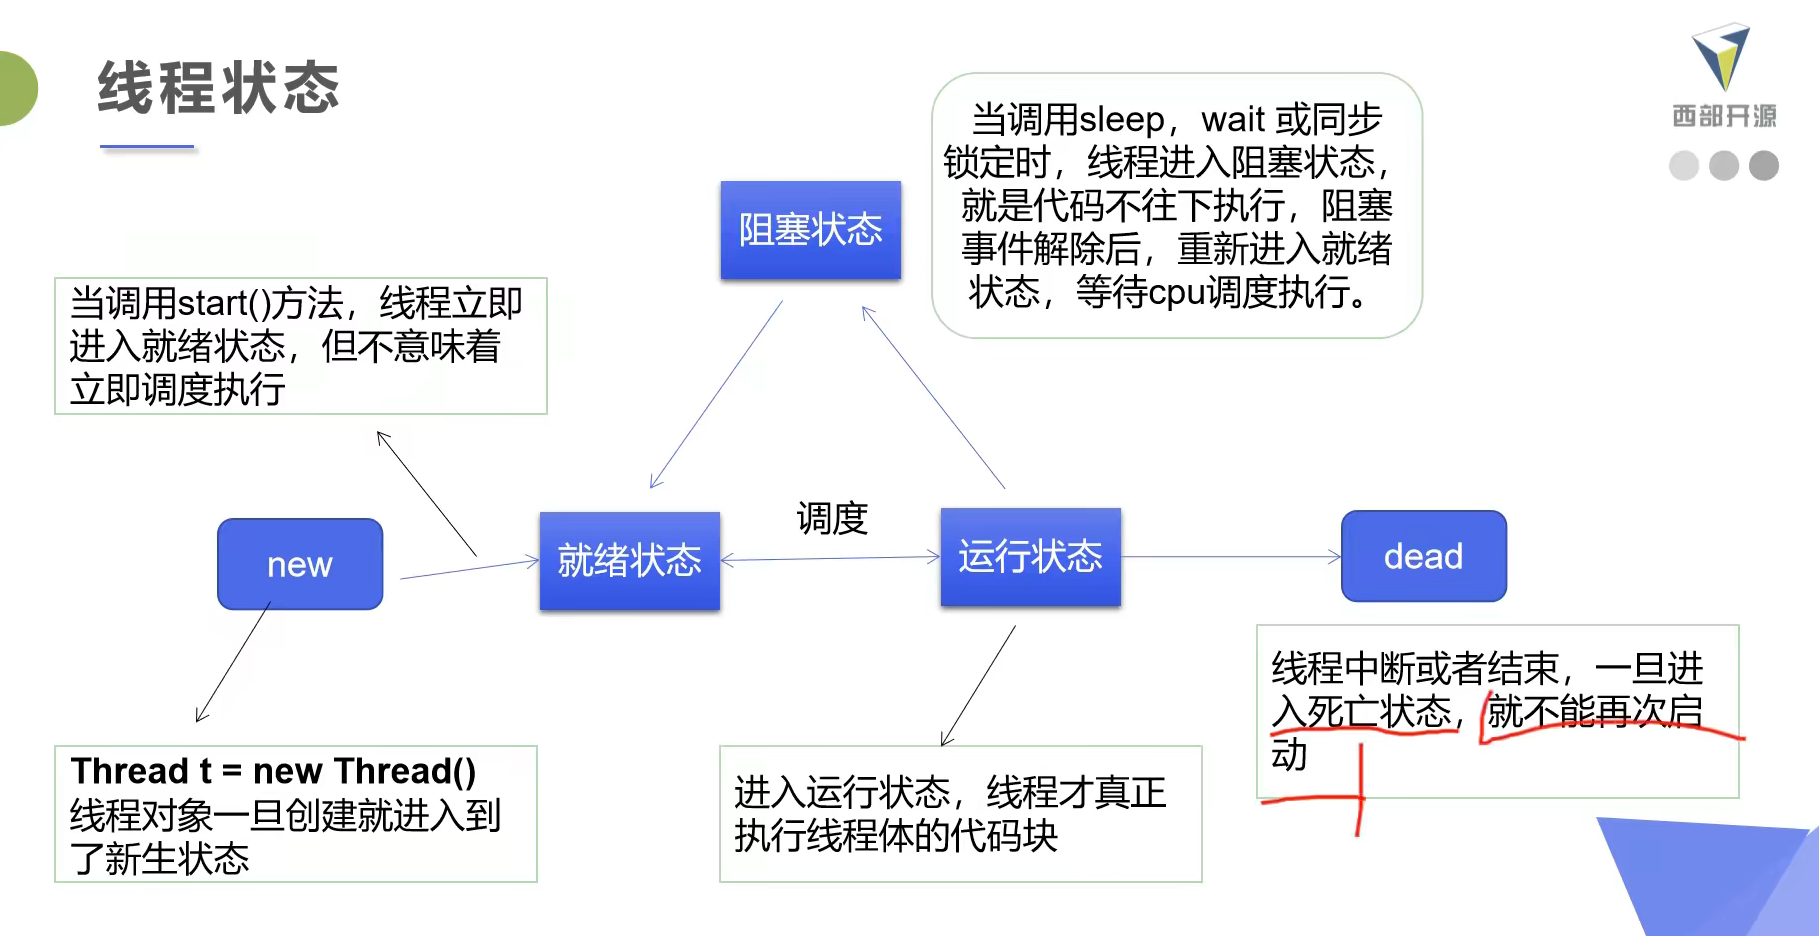 线程状态
西部开源
当调用sleep，wait 或同步
锁定时，线程进入阻塞状态，
就是代码不往下执行，阻塞
事件解除后，重新进入就绪
状态，等待cpu调度执行。
阻塞状态
当调用start()方法，线程立即
进入就绪状态，但不意味着
立即调度执行
调度
new
就绪状态
运行状态
dead
线程中断或者结束，一旦进
入死亡状态，就不能再次启
动
Thread t = new Thread()
线程对象一旦创建就进入到
了新生状态
进入运行状态，线程才真正
执行线程体的代码块